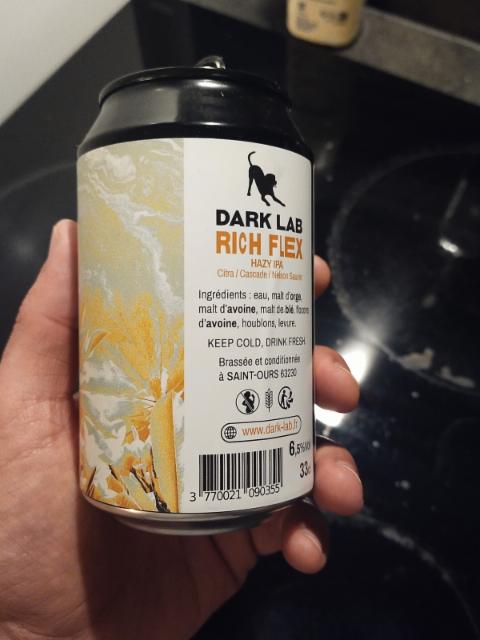 DARK LAB
RICH FLEX
HAZY IPA
Citra / Cascade / Nelson Sauvin
Ingrédients : eau, malt d'orge,
malt d'avoine, malt de blé, flocons
d'avoine, houblons, levure.
KEEP COLD, DRINK FRESH.
Brassée et conditionnée
à SAINT-OURS 63230
www.dark-lab.fr
6,5%Vol
33cl
3 770021 090355